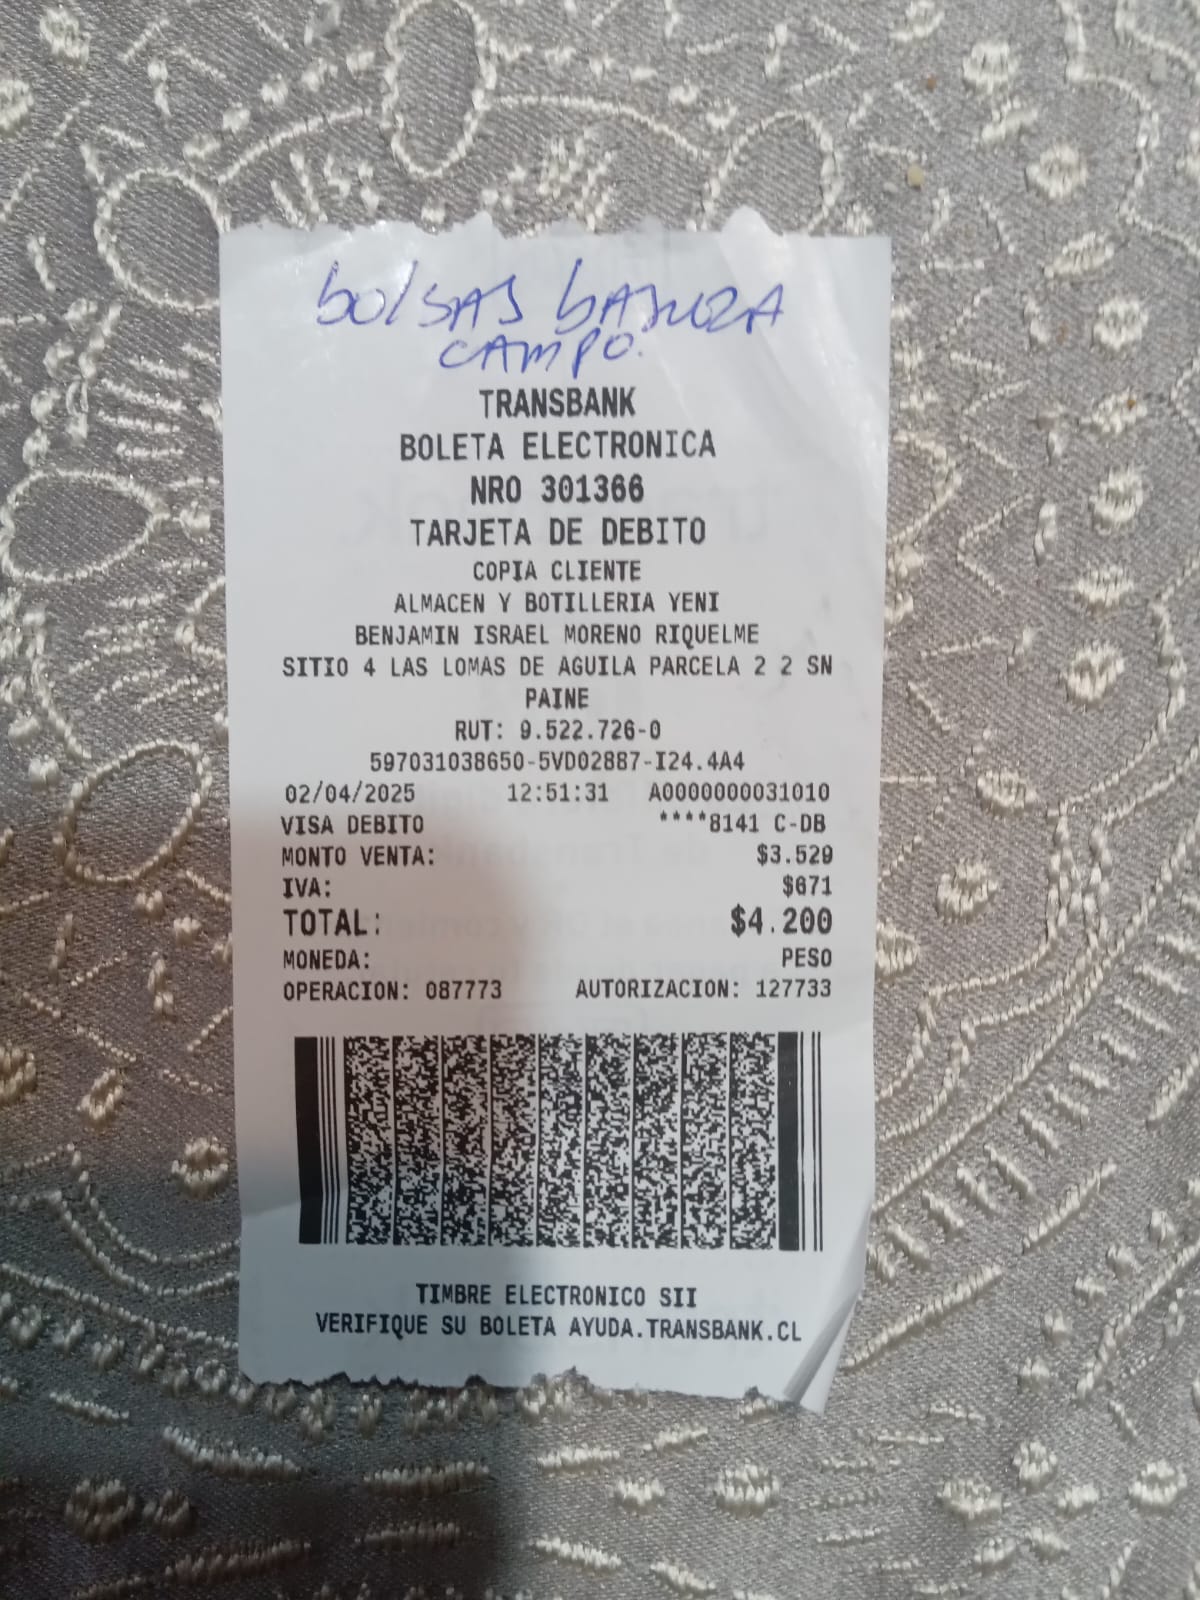 bolsas basura
campo.
TRANSBANK
BOLETA ELECTRONICA
NRO 301366
TARJETA DE DEBITO
COPIA CLIENTE
ALMACEN Y BOTILLERIA YENI
BENJAMIN ISRAEL MORENO RIQUELME
SITIO 4 LAS LOMAS DE AGUILA PARCELA 2 2 SN
PAINE
RUT: 9.522.726-0
597031038650-5VD02887-I24.4A4
02/04/2025 12:51:31 A0000000031010
VISA DEBITO ****8141 C-DB
MONTO VENTA: $3.529
IVA: $671
TOTAL: $4.200
MONEDA: PESO
OPERACION: 087773 AUTORIZACION: 127733
TIMBRE ELECTRONICO SII
VERIFIQUE SU BOLETA AYUDA.TRANSBANK.CL